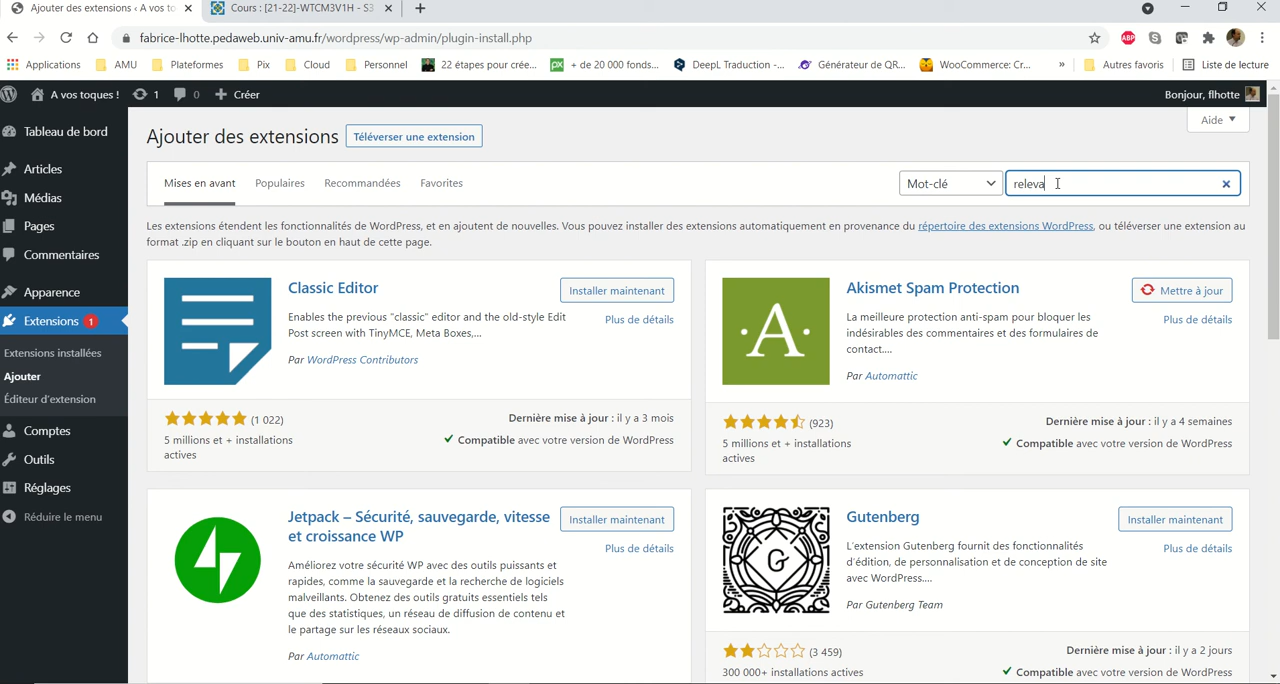 Ajouter des extensions ‹ A vos to
Cours : [21-22]-WTCM3V1H - S3
fabrice-lhotte.pedaweb.univ-amu.fr/wordpress/wp-admin/plugin-install.php
ABP
Applications
AMU
Plateformes
Pix
Cloud
Personnel
22 étapes pour crée...
+ de 20 000 fonds...
DeepL Traduction -...
Générateur de QR...
WooCommerce: Cr...
»
Autres favoris
Liste de lecture
A vos toques !
1
0
Créer
Bonjour, flhotte
Tableau de bord
Articles
Médias
Pages
Commentaires
Apparence
Extensions 1
Extensions installées
Ajouter
Éditeur d'extension
Comptes
Outils
Réglages
Réduire le menu
Aide
Ajouter des extensions
Téléverser une extension
Mises en avant
Populaires
Recommandées
Favorites
Mot-clé
releva
Les extensions étendent les fonctionnalités de WordPress, et en ajoutent de nouvelles. Vous pouvez installer des extensions automatiquement en provenance du répertoire des extensions WordPress, ou téléverser une extension au
format .zip en cliquant sur le bouton en haut de cette page.
Classic Editor
Installer maintenant
Plus de détails
Enables the previous "classic" editor and the old-style Edit
Post screen with TinyMCE, Meta Boxes,...
Par WordPress Contributors
(1 022)
5 millions et + installations
actives
Dernière mise à jour : il y a 3 mois
Compatible avec votre version de WordPress
A
Akismet Spam Protection
Mettre à jour
Plus de détails
La meilleure protection anti-spam pour bloquer les
indésirables des commentaires et des formulaires de
contact....
Par Automattic
(923)
5 millions et + installations
actives
Dernière mise à jour : il y a 4 semaines
Compatible avec votre version de WordPress
Jetpack – Sécurité, sauvegarde, vitesse
et croissance WP
Installer maintenant
Plus de détails
Améliorez votre sécurité WP avec des outils puissants et
rapides, comme la sauvegarde et la recherche de logiciels
malveillants. Obtenez des outils gratuits essentiels tels
que des statistiques, un réseau de diffusion de contenu et
le partage sur les réseaux sociaux.
Par Automattic
G
Gutenberg
Installer maintenant
Plus de détails
L'extension Gutenberg fournit des fonctionnalités
d'édition, de personnalisation et de conception de site
avec WordPress....
Par Gutenberg Team
(3 459)
300 000+ installations actives
Dernière mise à jour : il y a 2 jours
Compatible avec votre version de WordPress